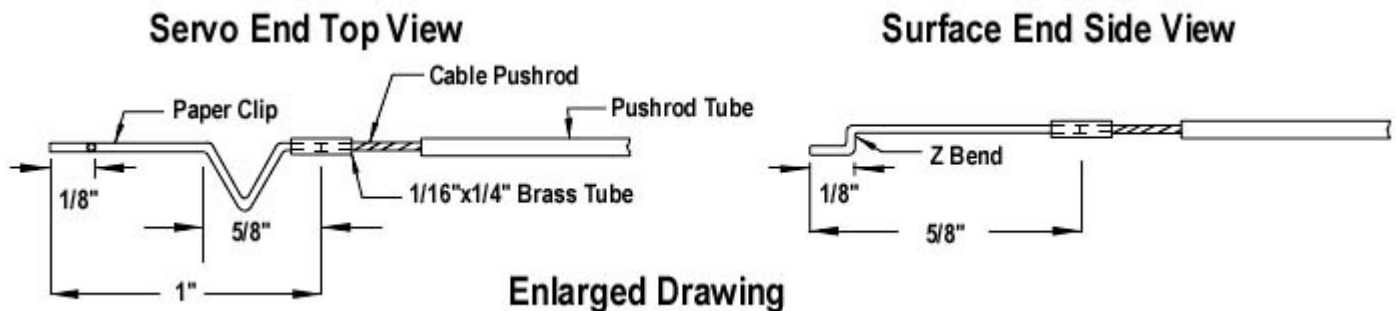 Servo End Top View
Surface End Side View
Cable Pushrod
Paper Clip
Pushrod Tube
Z Bend
1/8"
1/16"x1/4" Brass Tube
1/8"
5/8"
5/8"
1"
Enlarged Drawing